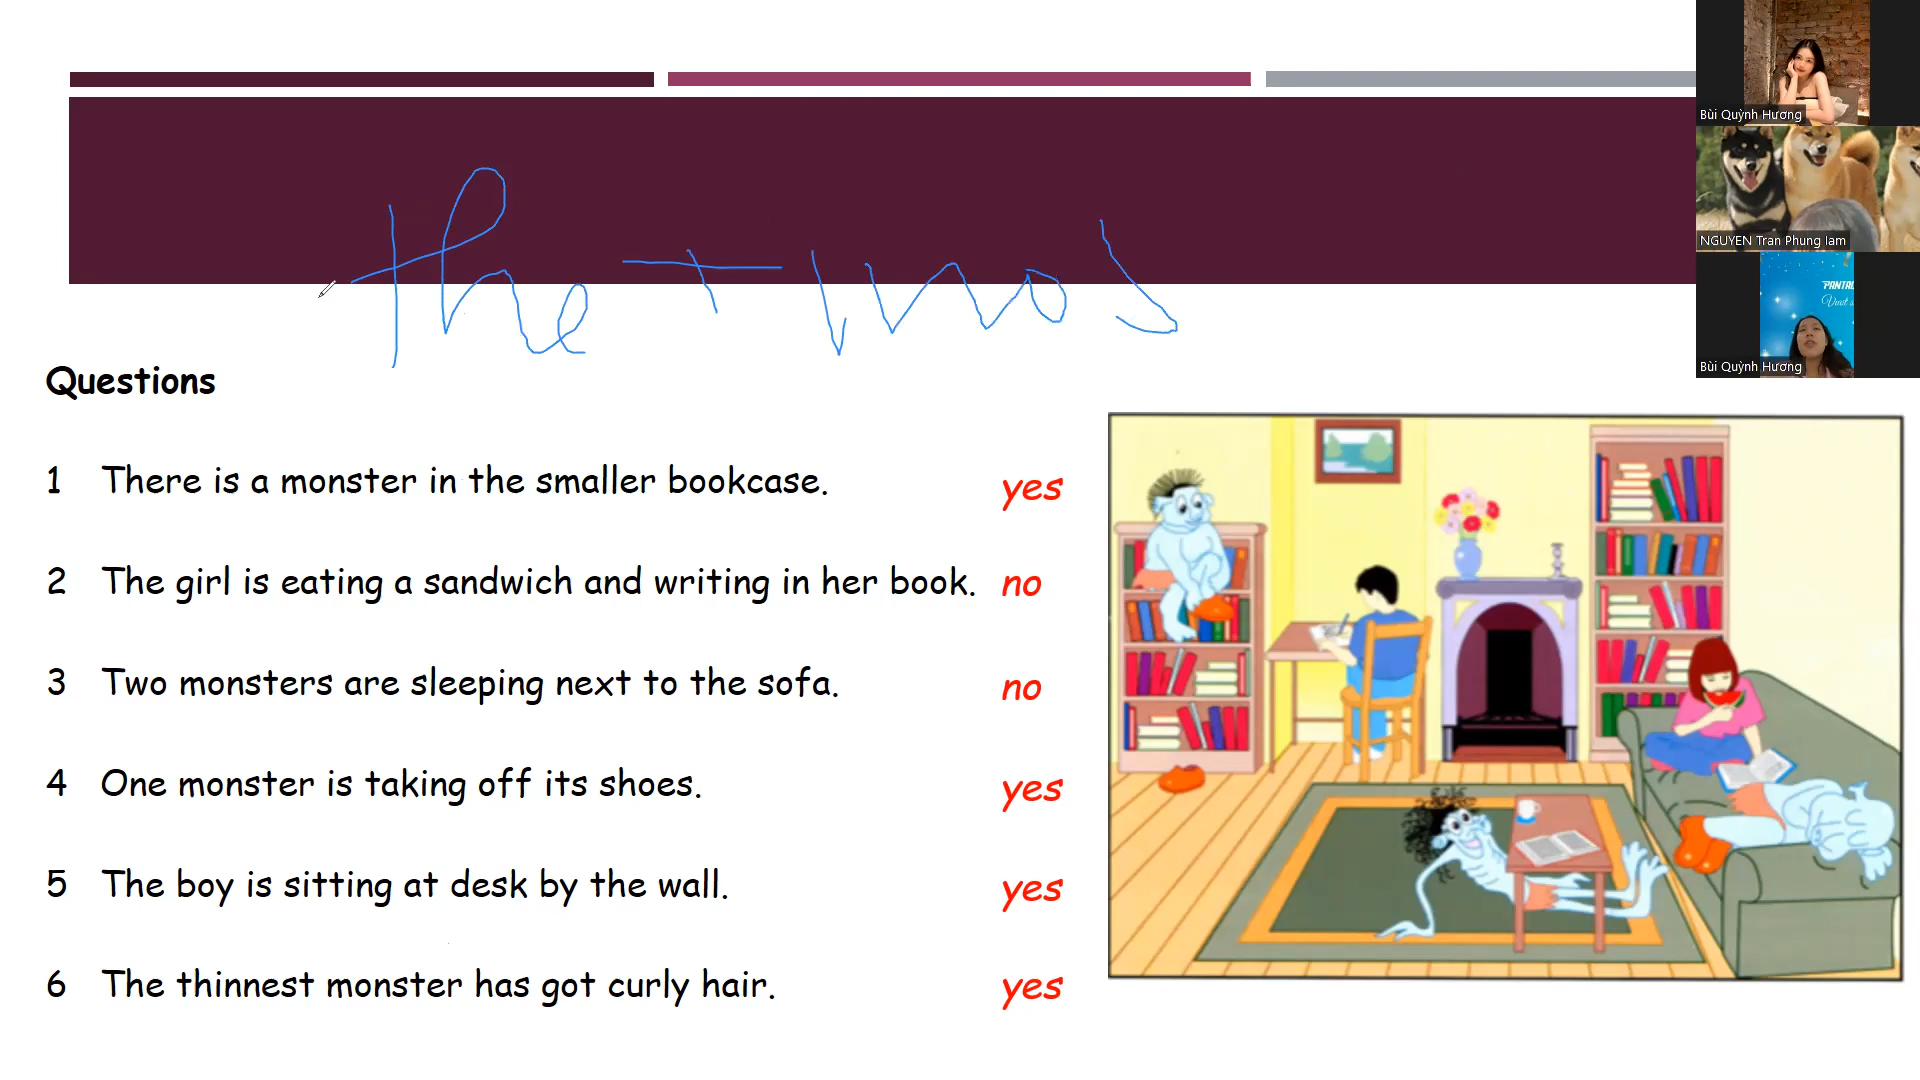 Bùi Quỳnh Hương
NGUYEN Tran Phung lam
PANTA
Bùi Quỳnh Hương
the
Questions
1 There is a monster in the smaller bookcase. yes
2 The girl is eating a sandwich and writing in her book. no
3 Two monsters are sleeping next to the sofa. no
4 One monster is taking off its shoes. yes
5 The boy is sitting at desk by the wall. yes
6 The thinnest monster has got curly hair. yes